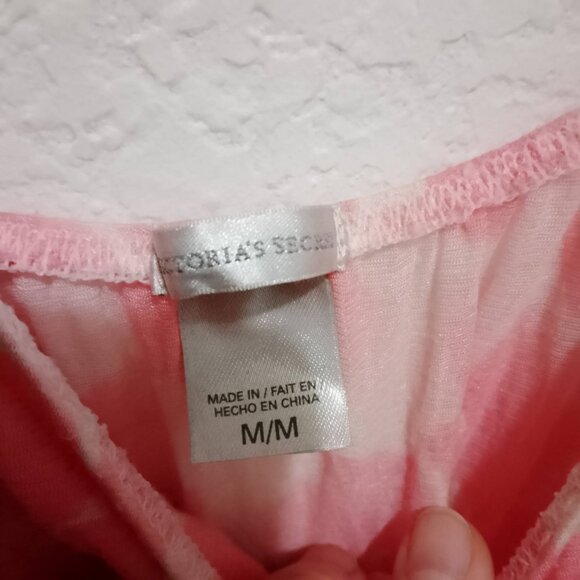 CTORIA'S SECRE
MADE IN / FAIT EN
HECHO EN CHINA
M/M